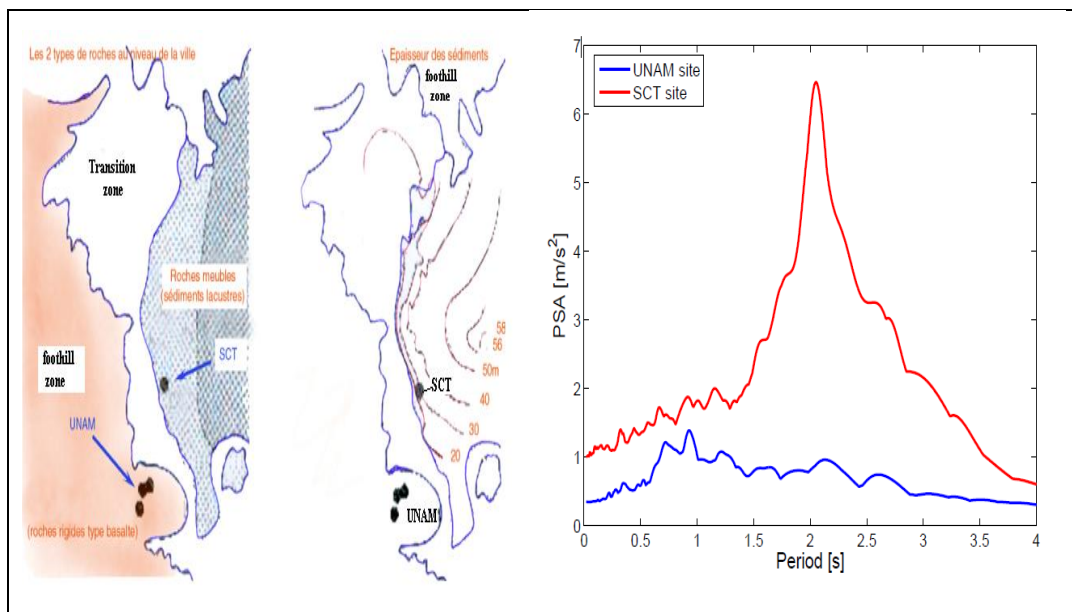 Les 2 types de roches au niveau de la ville
Transition
zone
Roches meubles
(sédiments lacustres)
SCT
foothill
zone
UNAM
(roches rigides type basalte)
Epaisseur des sédiments
foothill
zone
58
56
50m
SCT
40
30
20
UNAM
7
6
5
4
3
2
1
0
PSA [m/s²]
UNAM site
SCT site
0 0.5 1 1.5 2 2.5 3 3.5 4
Period [s]